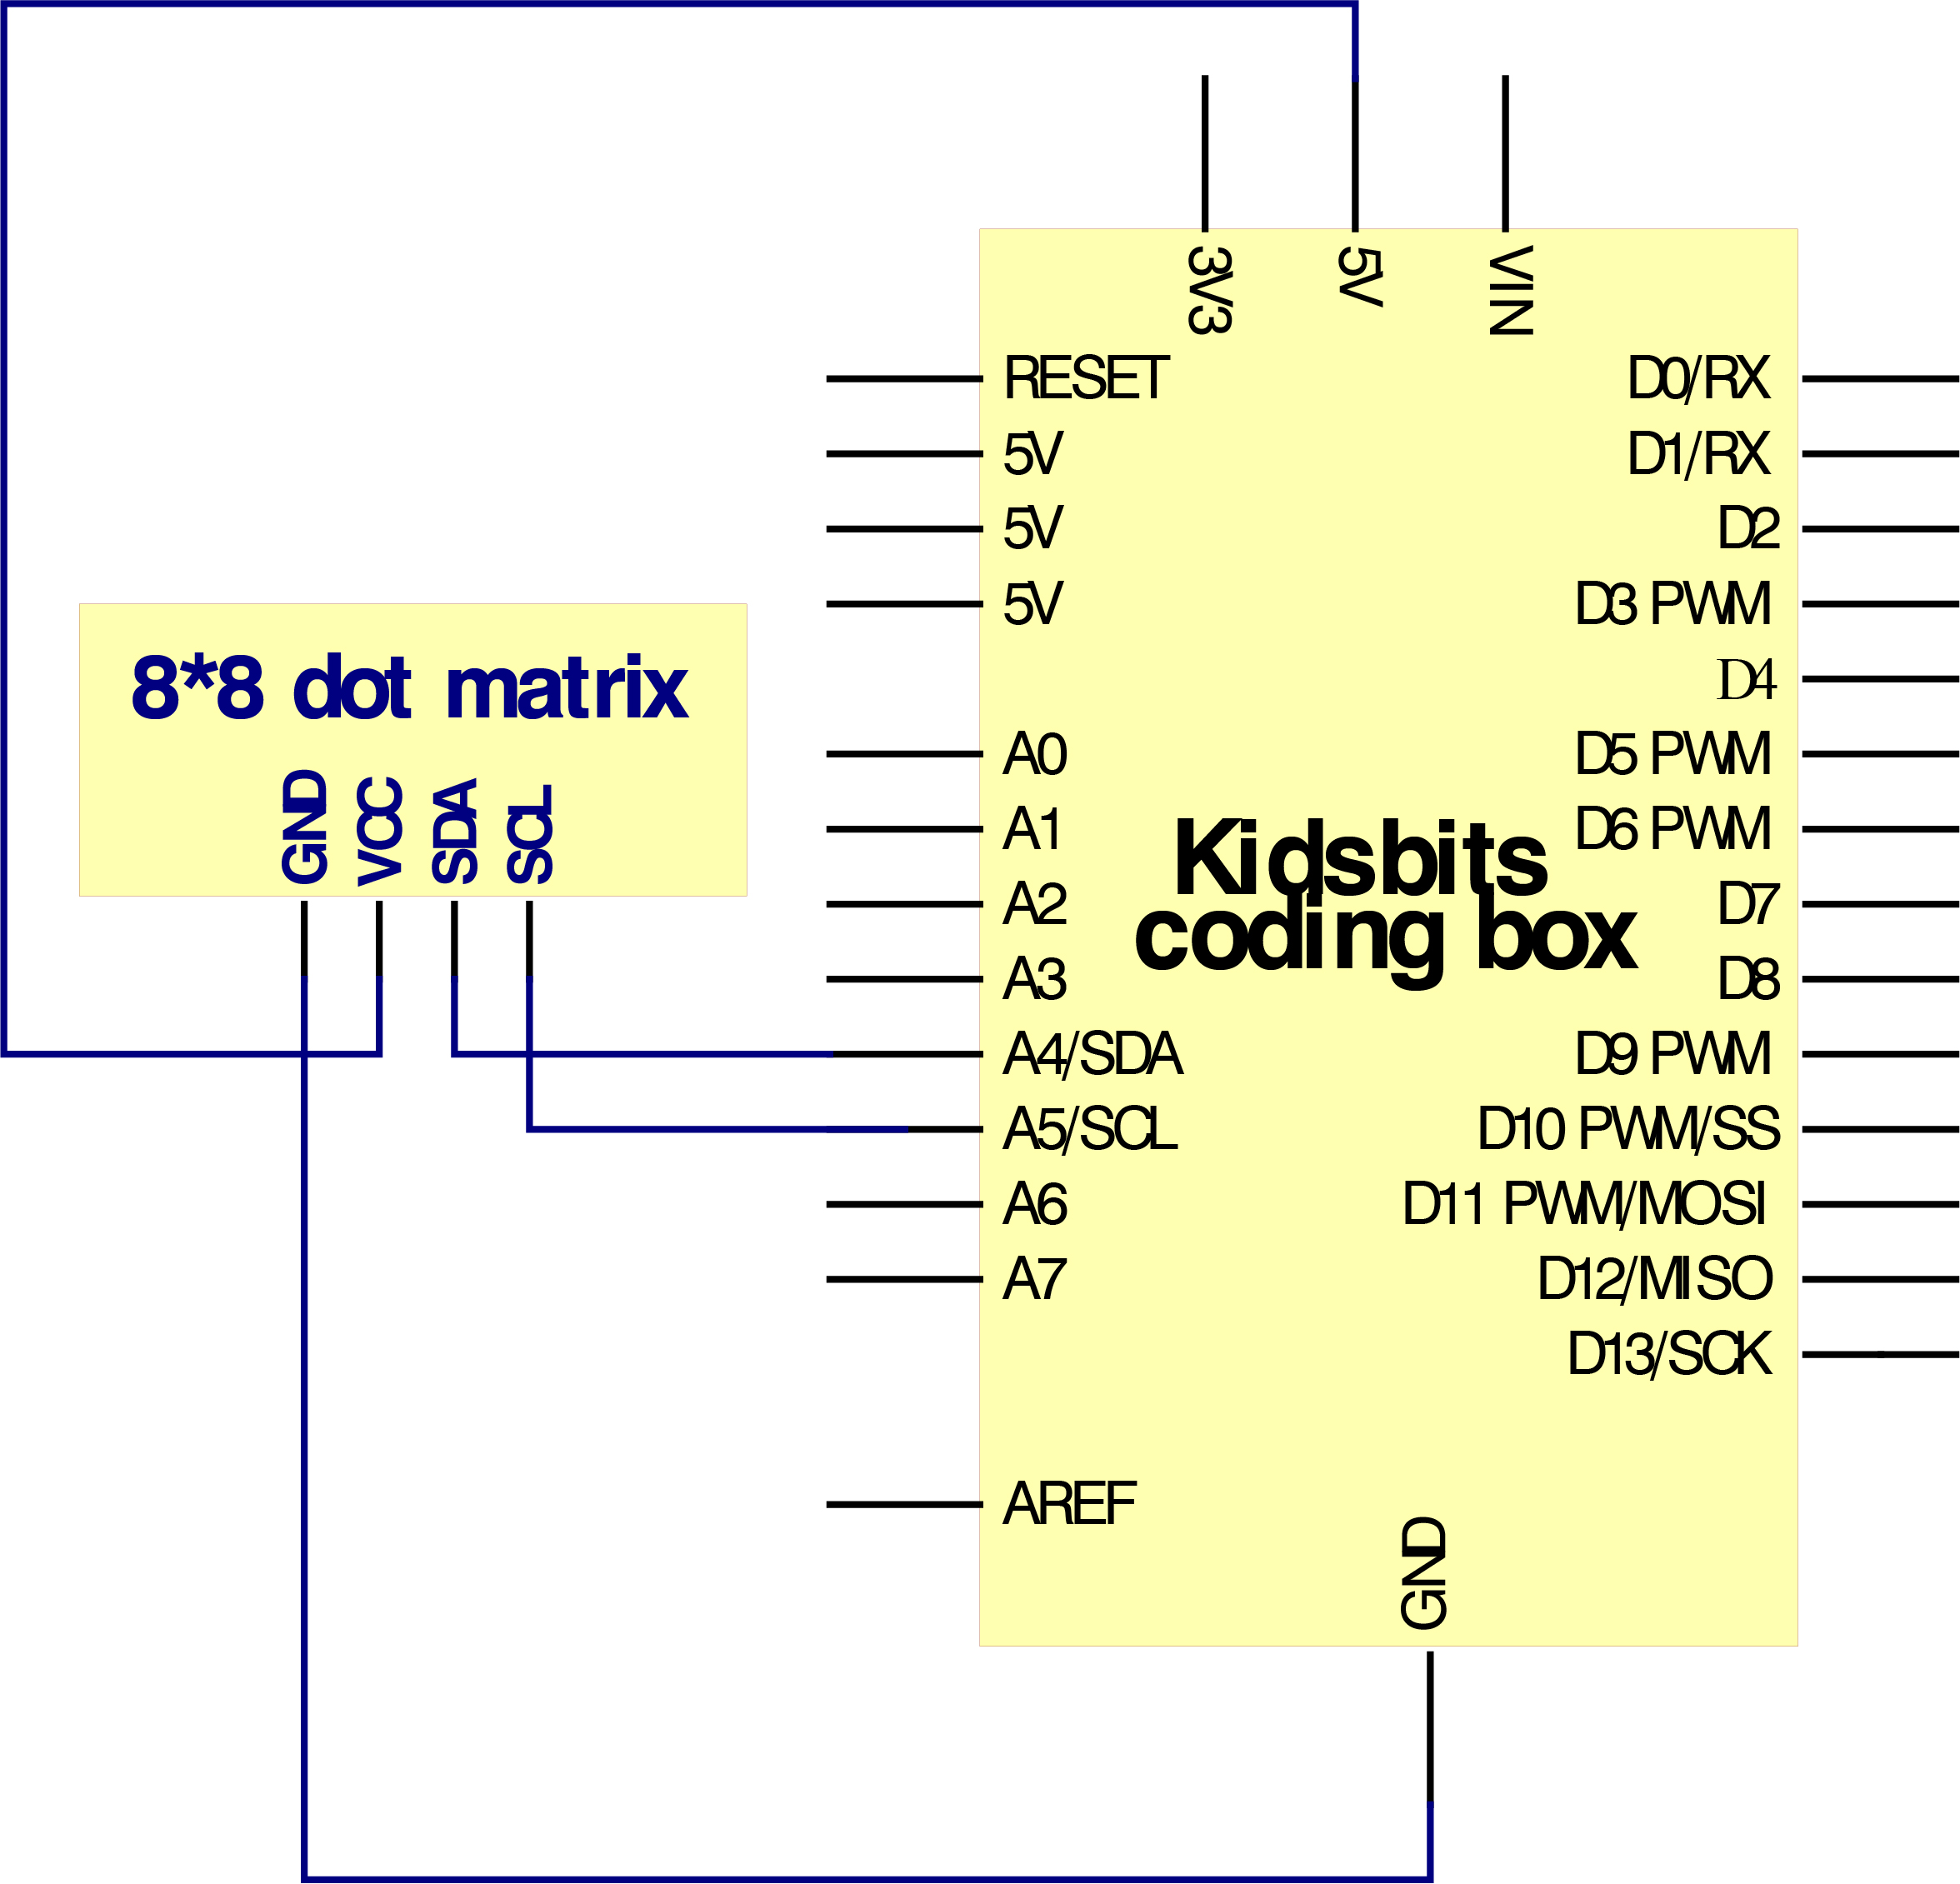 3V3
5V
VIN
RESET
D0/RX
5V
D1/RX
5V
D2
5V
D3 PWM
8*8 dot matrix
GND
VCC
SDA
SCL
D4
A0
D5 PWM
A1
D6 PWM
Kidsbits
coding box
A2
D7
A3
D8
A4/SDA
D9 PWM
A5/SCL
D10 PWM/SS
A6
D11 PWM/MOSI
A7
D12/MISO
D13/SCK
AREF
GND